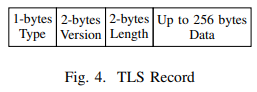 1-bytes 2-bytes 2-bytes Up to 256 bytes
Type Version Length Data
Fig. 4. TLS Record